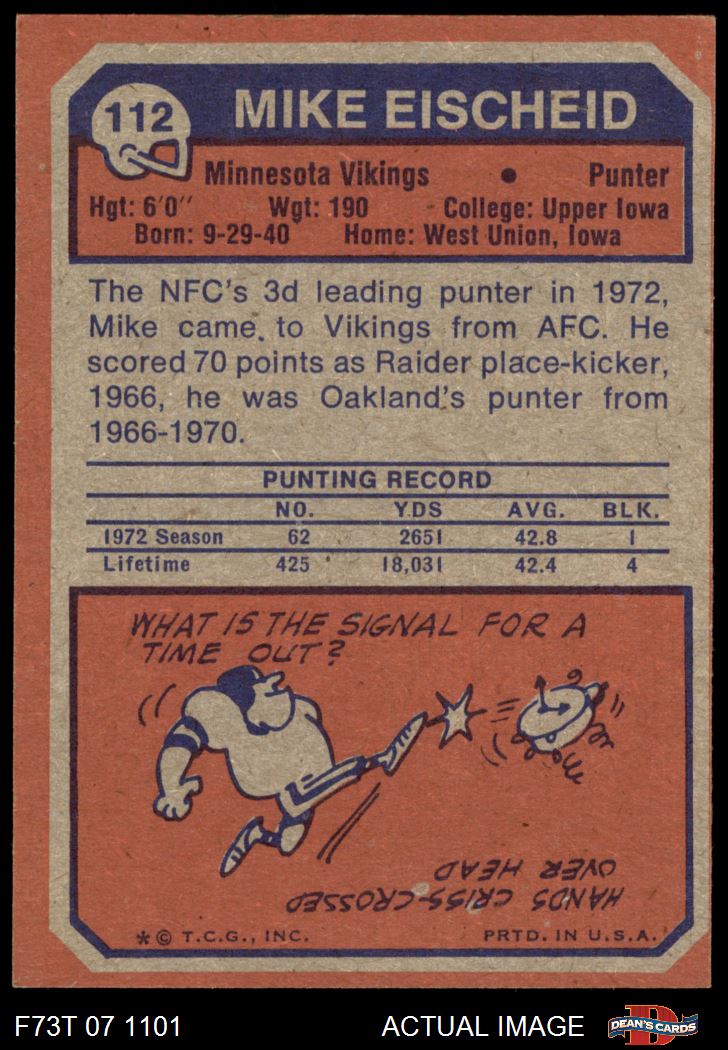 112
MIKE EISCHEID
Minnesota Vikings • Punter
Hgt: 6'0" Wgt: 190 College: Upper Iowa
Born: 9-29-40 Home: West Union, Iowa
The NFC's 3d leading punter in 1972,
Mike came to Vikings from AFC. He
scored 70 points as Raider place-kicker,
1966, he was Oakland's punter from
1966-1970.
PUNTING RECORD
NO. YDS AVG. BLK.
1972 Season 62 2651 42.8 1
Lifetime 425 18,031 42.4 4
WHAT IS THE SIGNAL FOR A
TIME OUT?
HANDS CRISS-CROSSED
OVER HEAD
* © T.C.G., INC. PRTD. IN U.S.A.
F73T 07 1101 ACTUAL IMAGE
D
DEAN'S CARDS